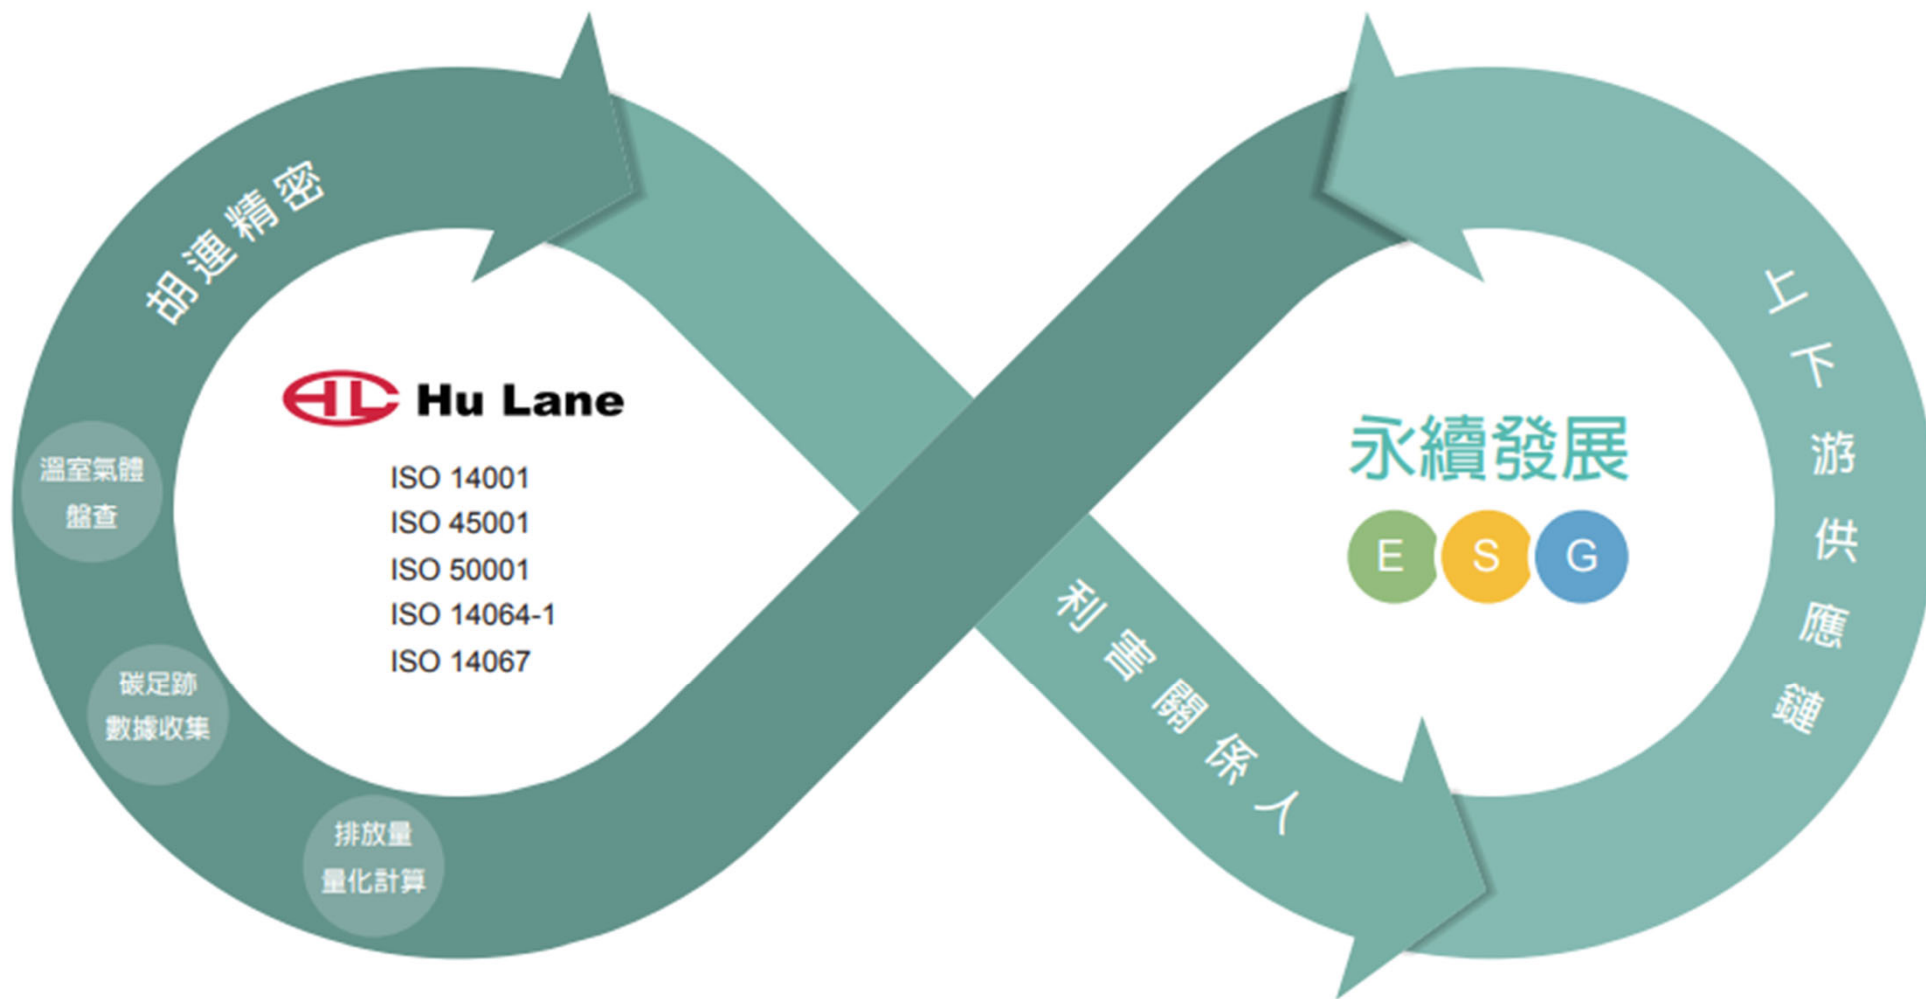 胡連精密
HL Hu Lane
ISO 14001
ISO 45001
ISO 50001
ISO 14064-1
ISO 14067
溫室氣體
盤查
碳足跡
數據收集
排放量
量化計算
利害關係人
永續發展
E S G
上下游供應鏈